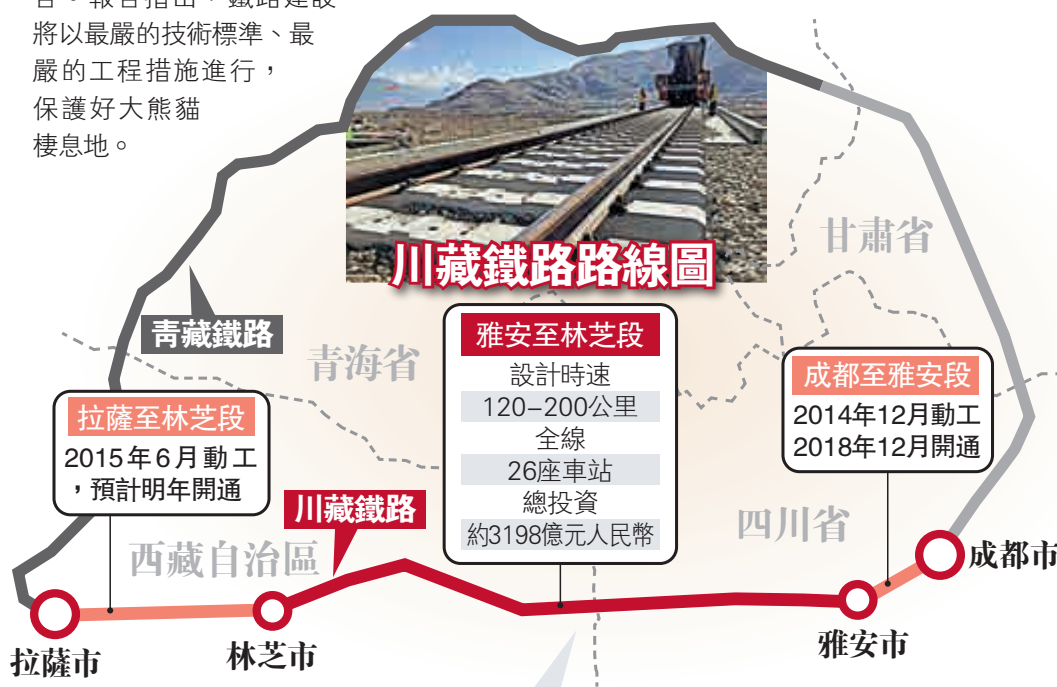 告。報告指出，鐵路建設
將以最嚴的技術標準、最
嚴的工程措施進行，
保護好大熊貓
棲息地。
川藏鐵路路線圖
甘肅省
青藏鐵路
青海省
雅安至林芝段
設計時速
120–200公里
全線
26座車站
總投資
約3198億元人民幣
成都至雅安段
2014年12月動工
2018年12月開通
拉薩至林芝段
2015年6月動工
，預計明年開通
川藏鐵路
西藏自治區
四川省
成都市
雅安市
林芝市
拉薩市